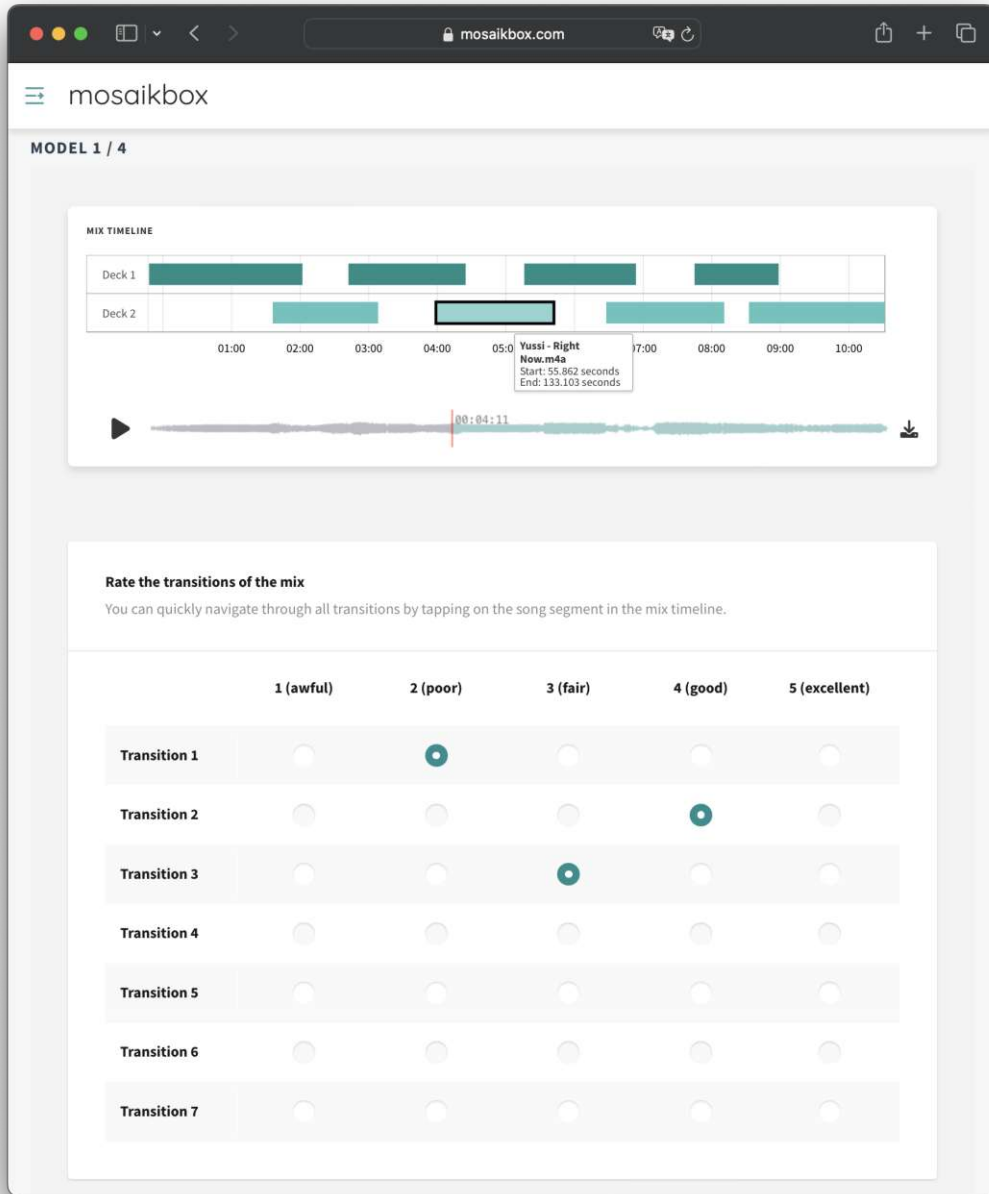 mosaikbox.com
mosaikbox
MODEL 1 / 4
MIX TIMELINE
Deck 1
Deck 2
01:00 02:00 03:00 04:00 05:0 7:00 08:00 09:00 10:00
Yussi - Right
Now.m4a
Start: 55.862 seconds
End: 133.103 seconds
00:04:11
Rate the transitions of the mix
You can quickly navigate through all transitions by tapping on the song segment in the mix timeline.
1 (awful) 2 (poor) 3 (fair) 4 (good) 5 (excellent)
Transition 1
Transition 2
Transition 3
Transition 4
Transition 5
Transition 6
Transition 7